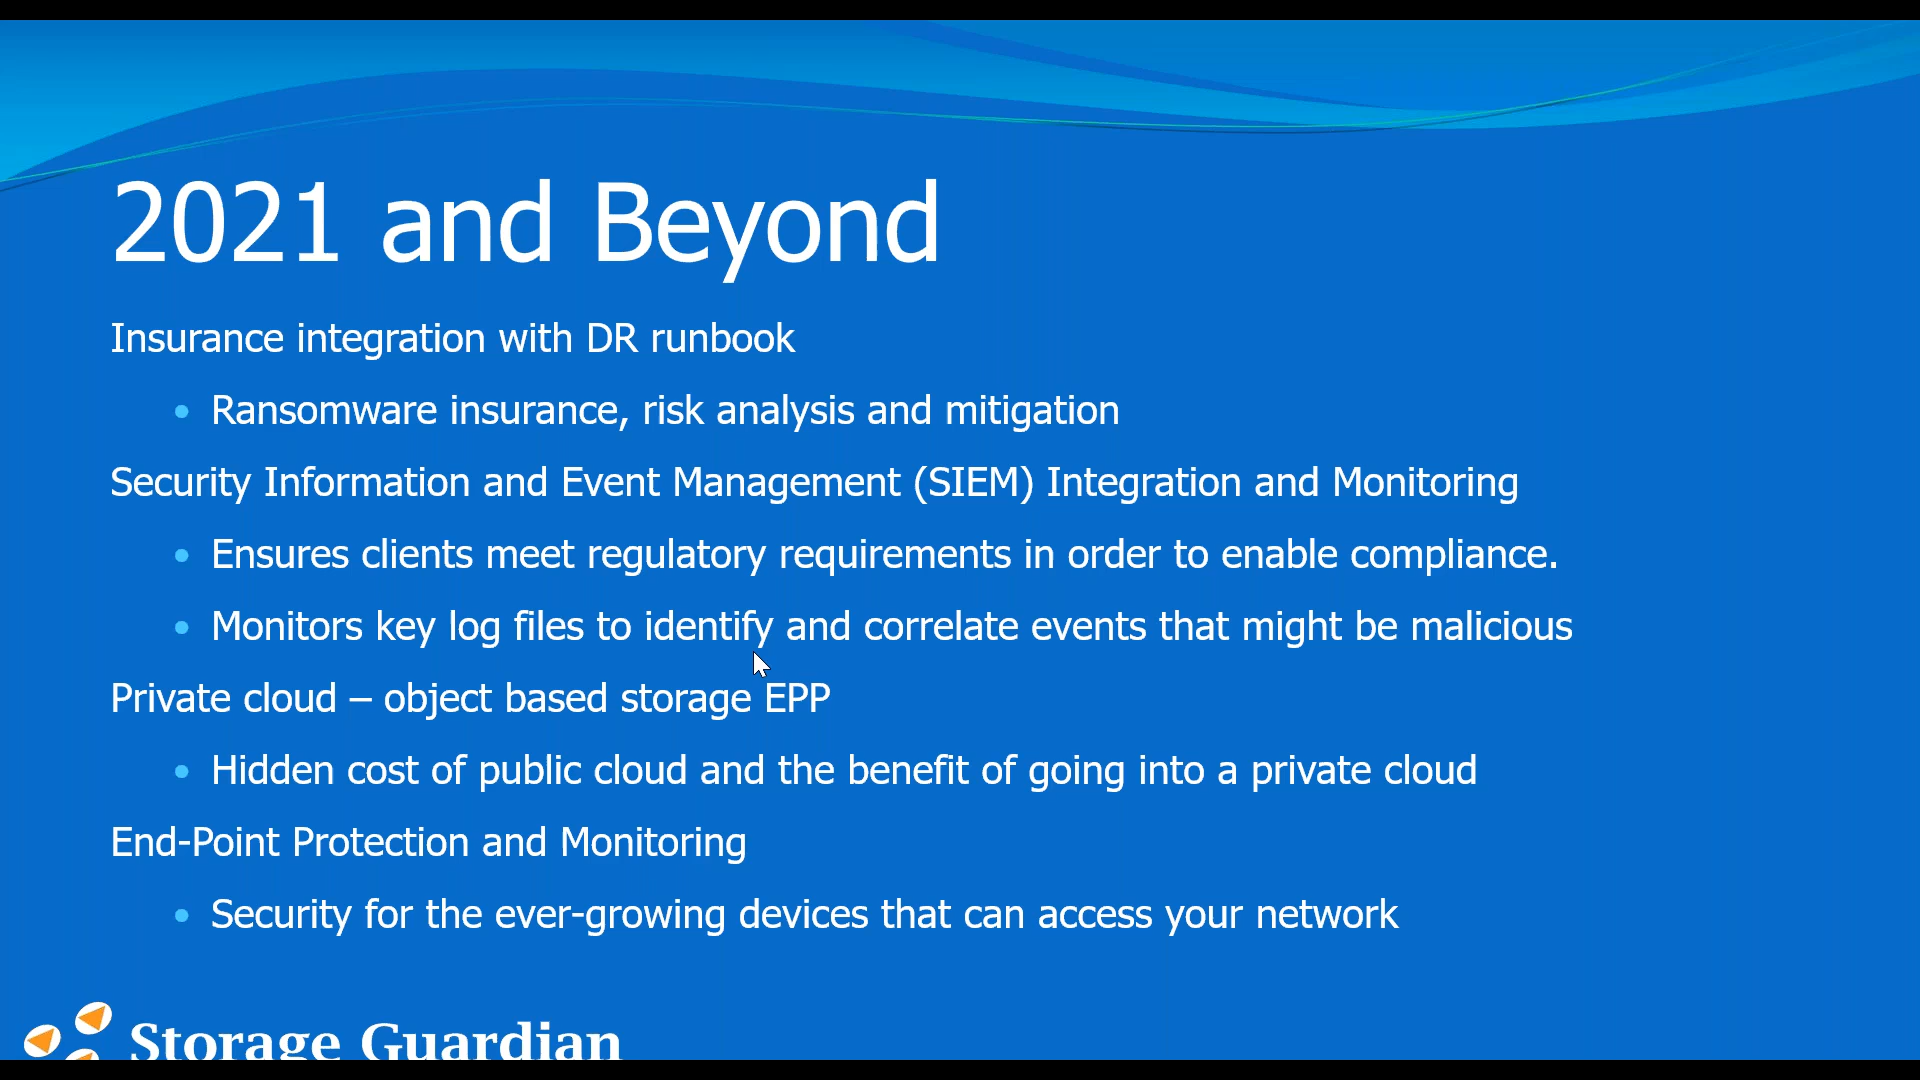 2021 and Beyond
Insurance integration with DR runbook
• Ransomware insurance, risk analysis and mitigation
Security Information and Event Management (SIEM) Integration and Monitoring
• Ensures clients meet regulatory requirements in order to enable compliance.
• Monitors key log files to identify and correlate events that might be malicious
Private cloud – object based storage EPP
• Hidden cost of public cloud and the benefit of going into a private cloud
End-Point Protection and Monitoring
• Security for the ever-growing devices that can access your network
Storage Guardian